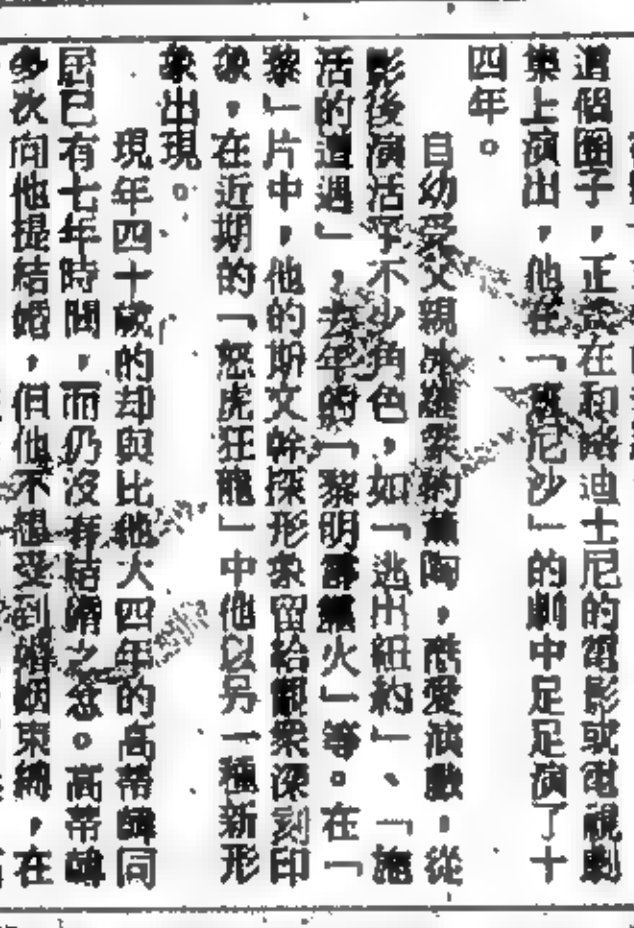 這個圈子，正式在和路迪士尼的電影或電視劇
集上演出，他在「　尼沙」的劇中足足演了十
四年。
自幼受父親冰羅素的薰陶，酷愛演戲，從
影後演活了不少角色，如「逃出紐約」、「施
活的遭遇」，去年的「黎明　　火」等。在「
黎」片中，他的斯文幹探形象留給觀衆深刻印
象，在近期的「怒虎狂龍」中他以另一種新形
象出現。
現年四十歲的却與比他大四年的高蒂韓同
居已有七年時間，而仍沒有結婚之念。高蒂韓
多次向他提結婚，但他不想受到婚姻束縛，在